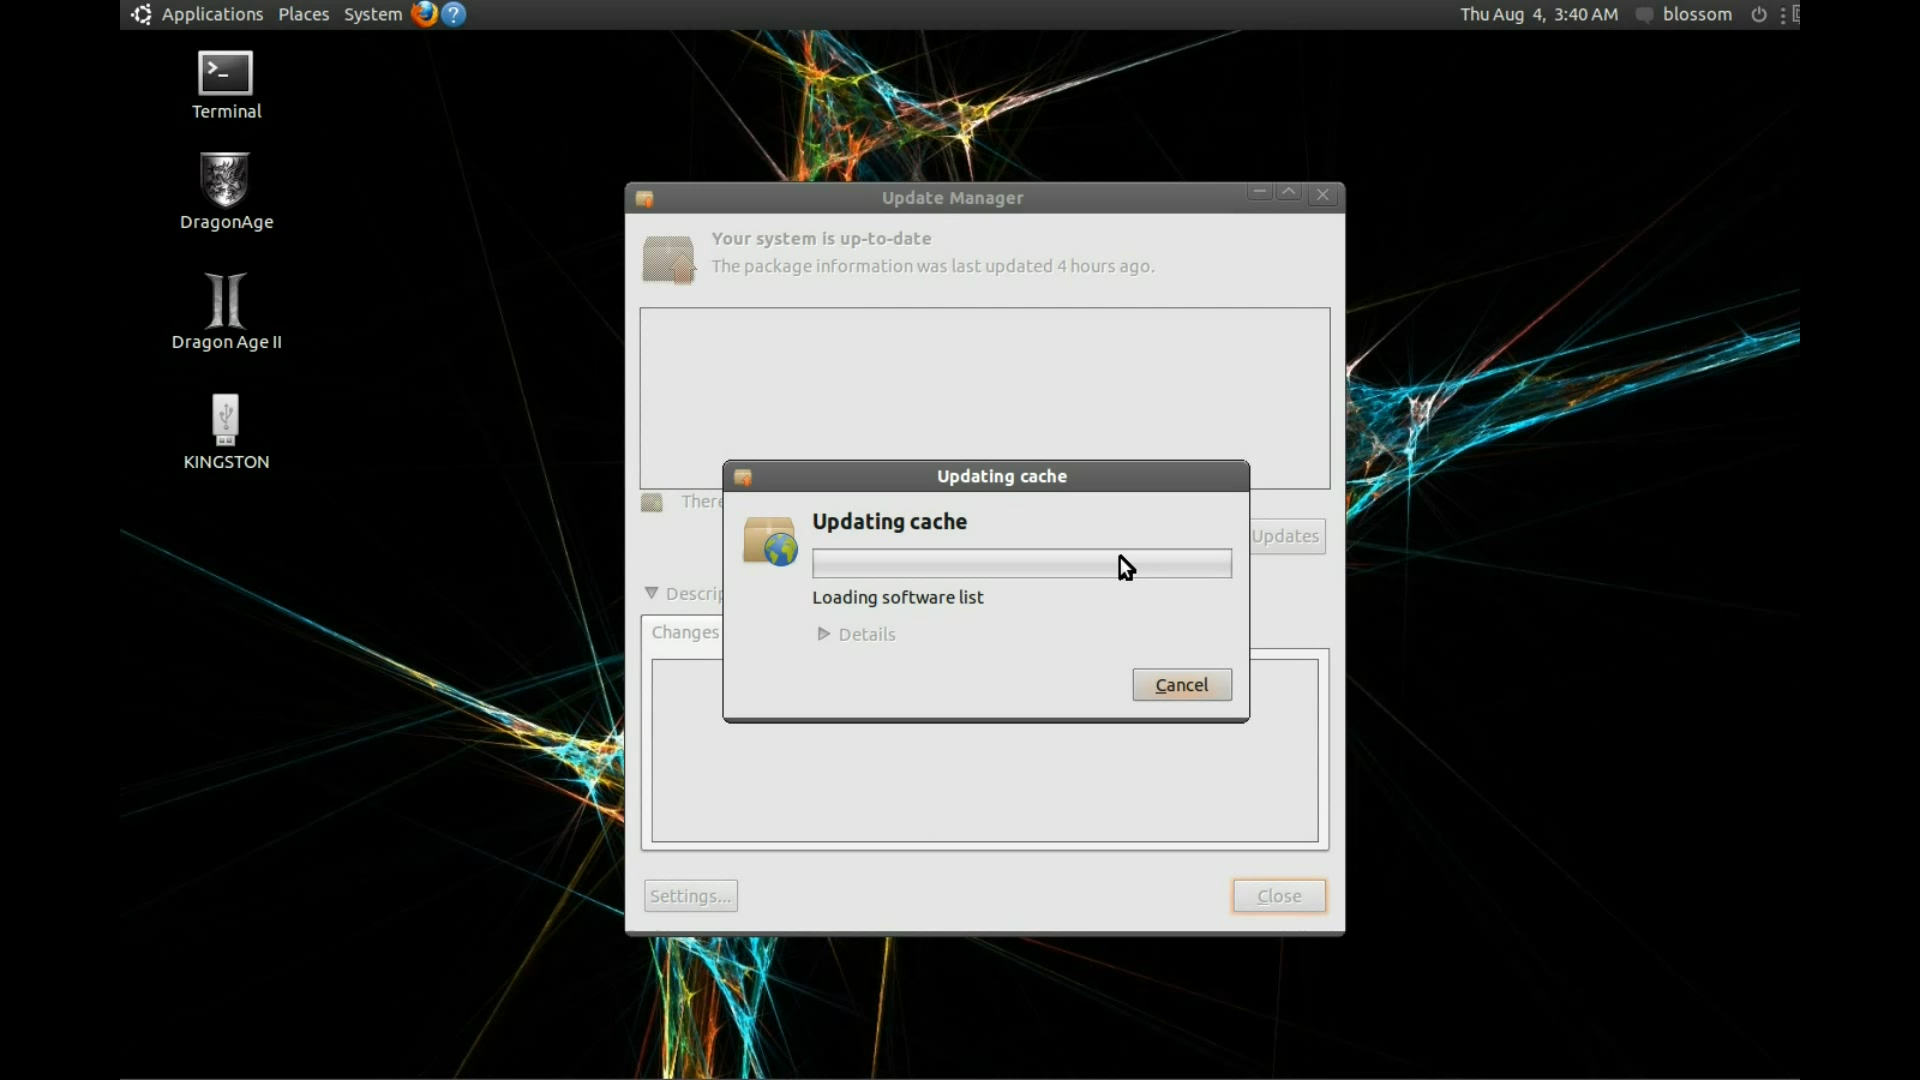 Applications Places System ? Thu Aug 4, 3:40 AM blossom
>_
Terminal
DragonAge
Dragon Age II
KINGSTON
Update Manager
Your system is up-to-date
The package information was last updated 4 hours ago.
There
Updates
Updating cache
Updating cache
Loading software list
Details
Cancel
Changes
Settings...
Close